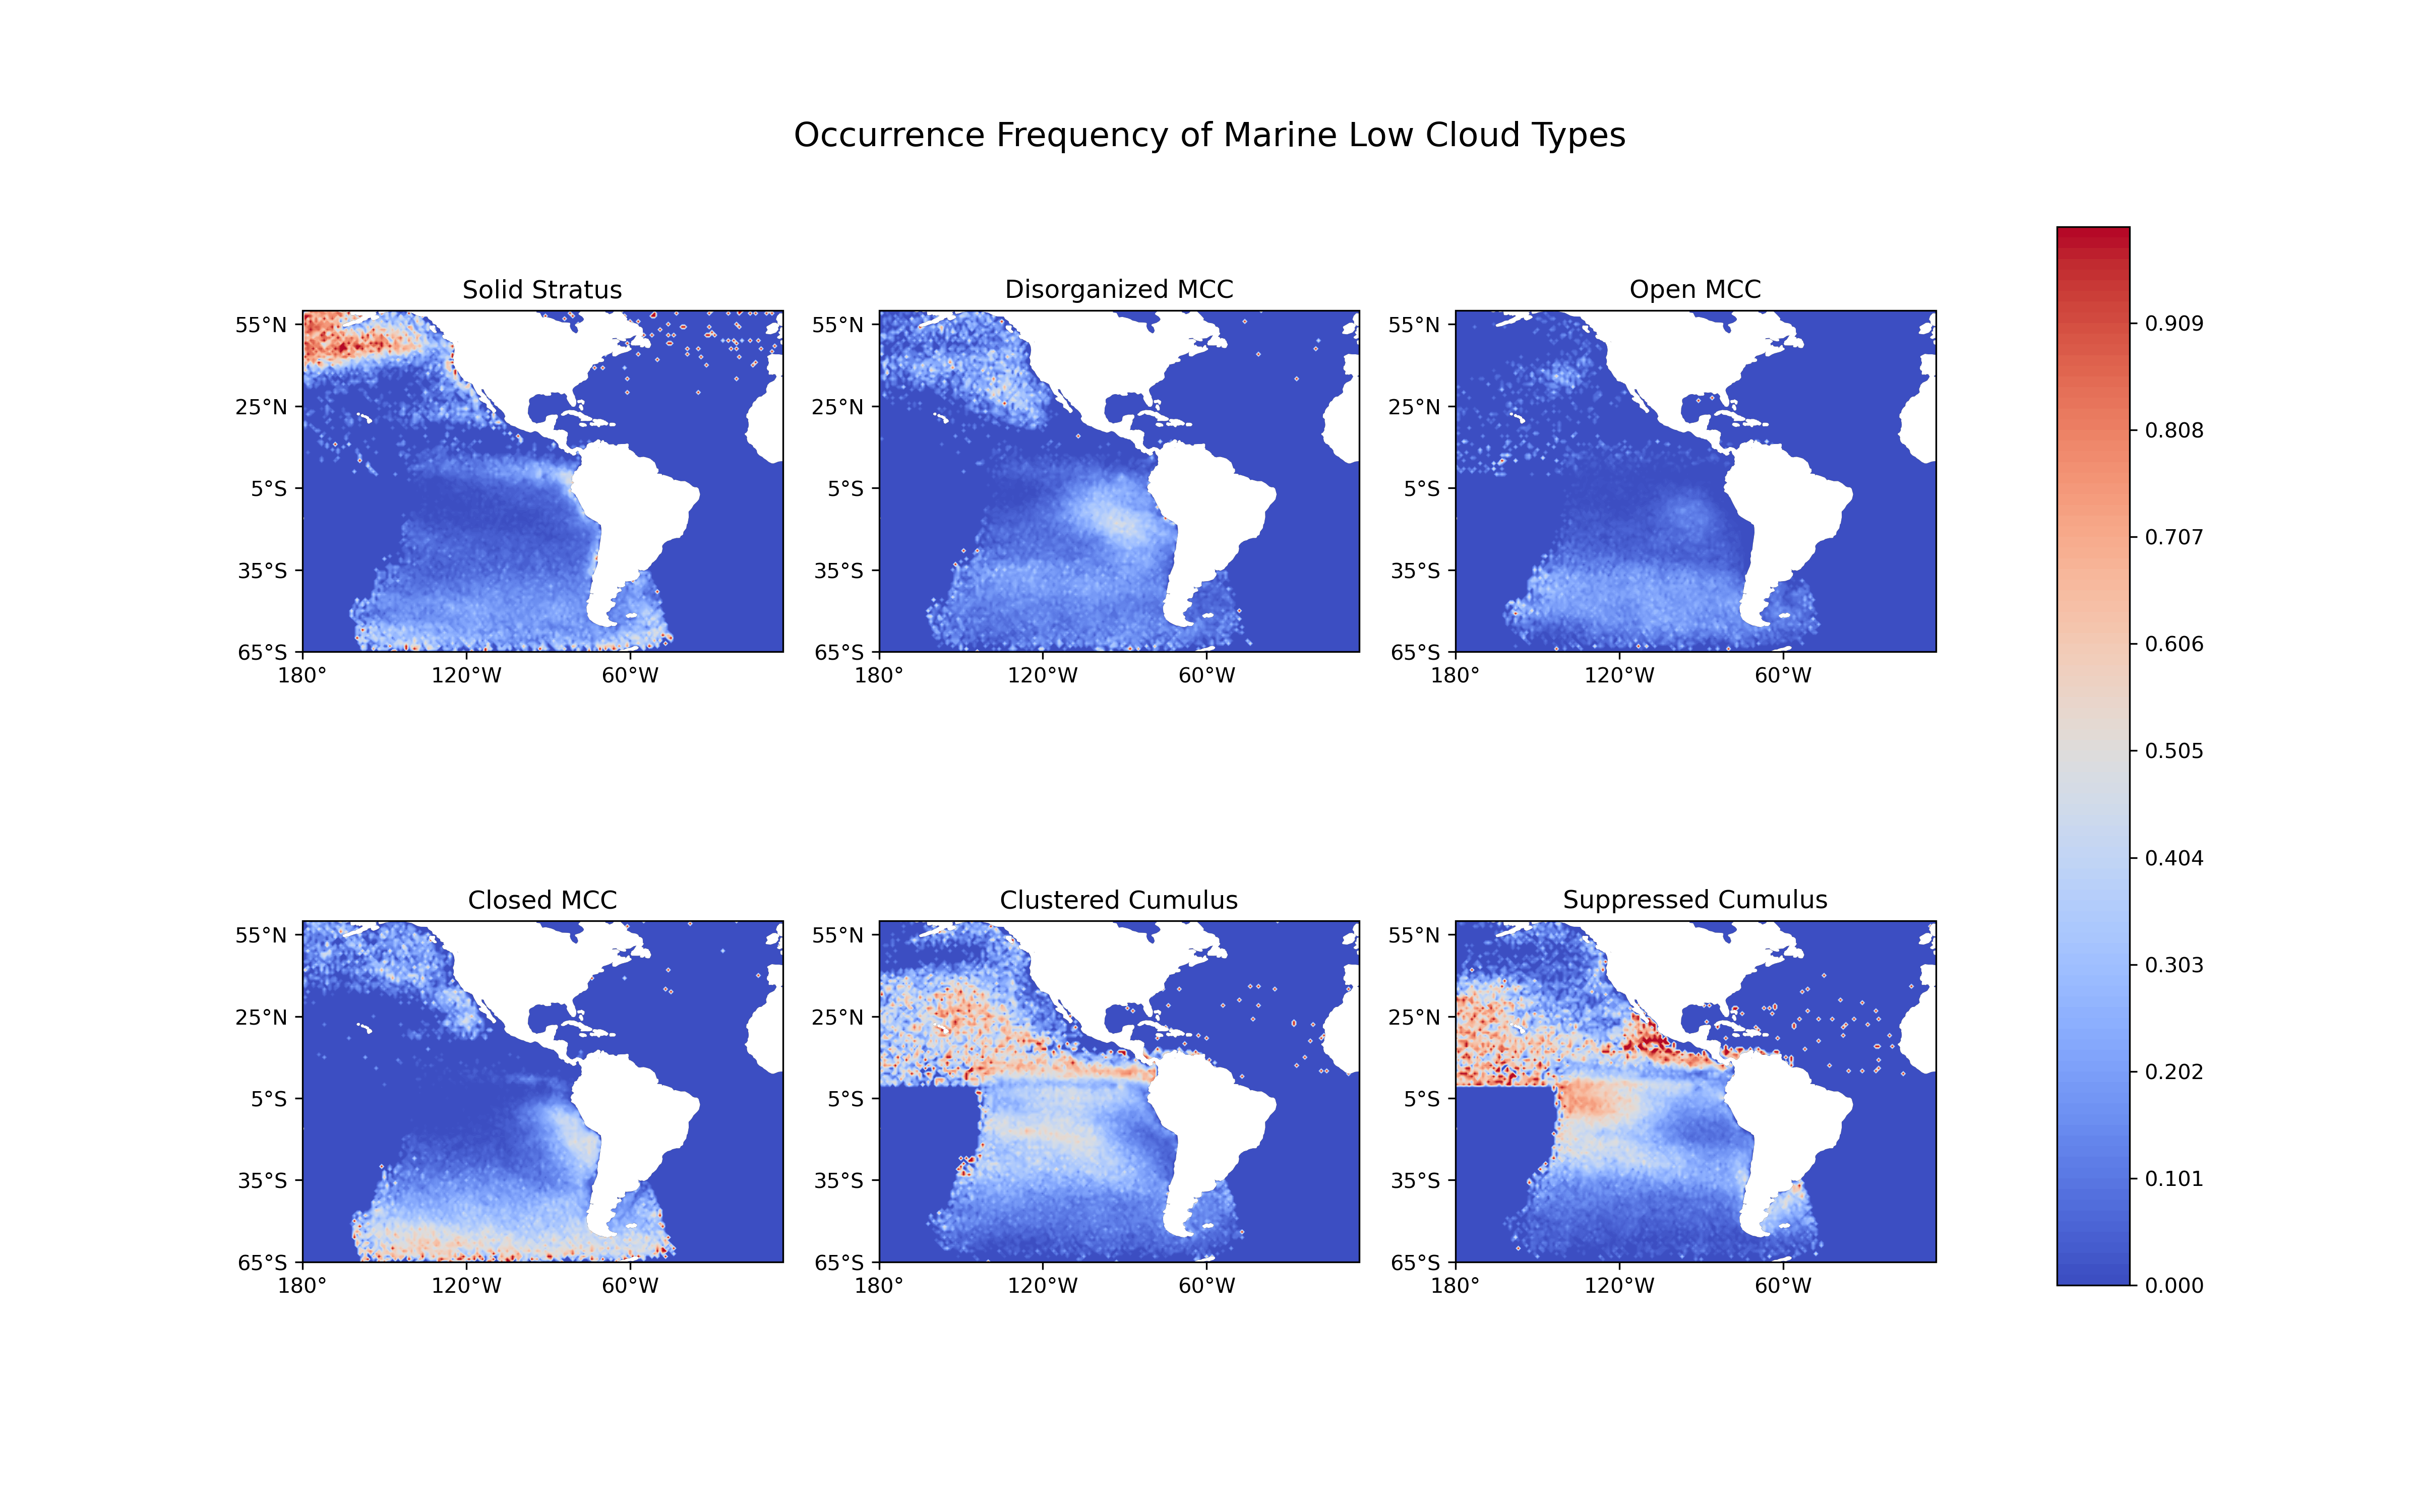 Occurrence Frequency of Marine Low Cloud Types
Solid Stratus
55°N
25°N
5°S
35°S
65°S
180°
120°W
60°W
Disorganized MCC
55°N
25°N
5°S
35°S
65°S
180°
120°W
60°W
Open MCC
55°N
25°N
5°S
35°S
65°S
180°
120°W
60°W
Closed MCC
55°N
25°N
5°S
35°S
65°S
180°
120°W
60°W
Clustered Cumulus
55°N
25°N
5°S
35°S
65°S
180°
120°W
60°W
Suppressed Cumulus
55°N
25°N
5°S
35°S
65°S
180°
120°W
60°W
0.909
0.808
0.707
0.606
0.505
0.404
0.303
0.202
0.101
0.000